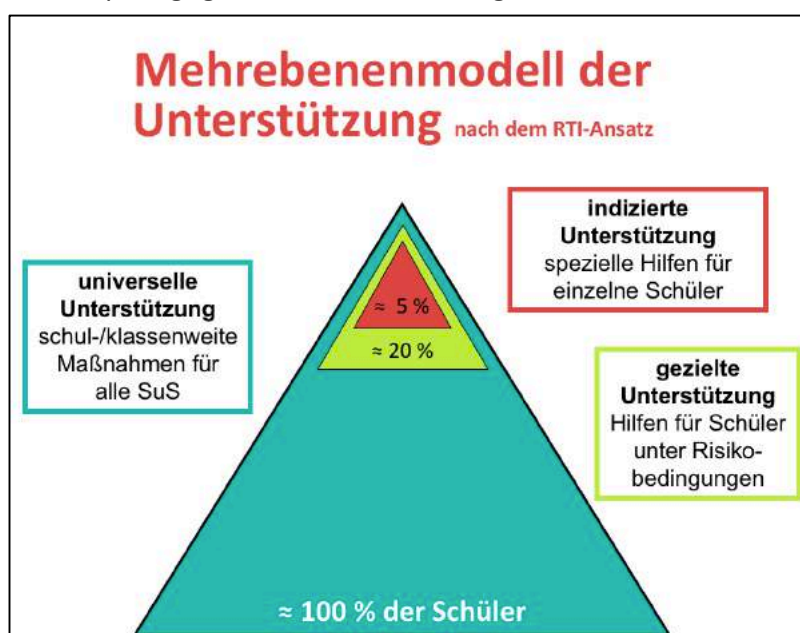 Mehrebenenmodell der
Unterstützung nach dem RTI-Ansatz
indizierte
Unterstützung
spezielle Hilfen für
einzelne Schüler
universelle
Unterstützung
schul-/klassenweite
Maßnahmen für
alle SuS
≈ 5 %
≈ 20 %
gezielte
Unterstützung
Hilfen für Schüler
unter Risiko-
bedingungen
≈ 100 % der Schüler